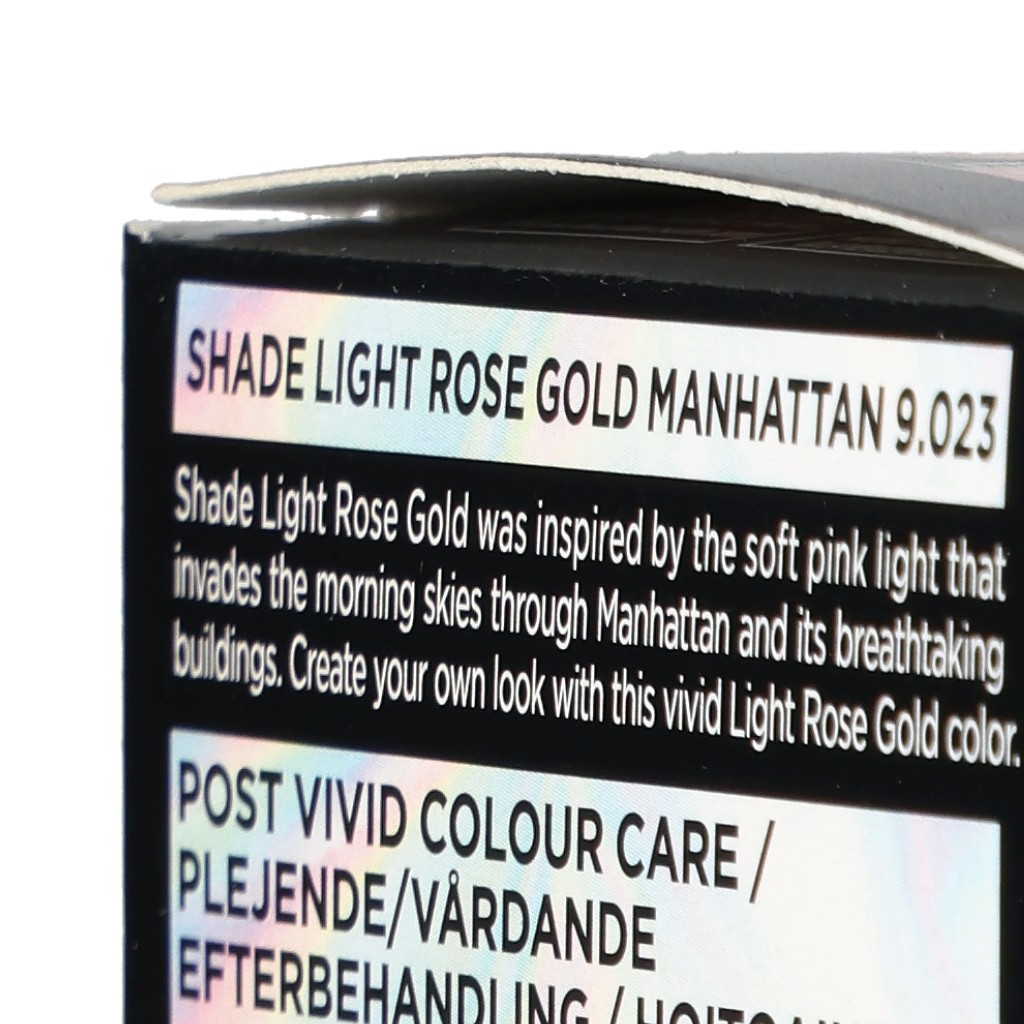 SHADE LIGHT ROSE GOLD MANHATTAN 9.023
Shade Light Rose Gold was inspired by the soft pink light that
invades the morning skies through Manhattan and its breathtaking
buildings. Create your own look with this vivid Light Rose Gold color.
POST VIVID COLOUR CARE /
PLEJENDE/VÅRDANDE
EFTERBEHANDLING /